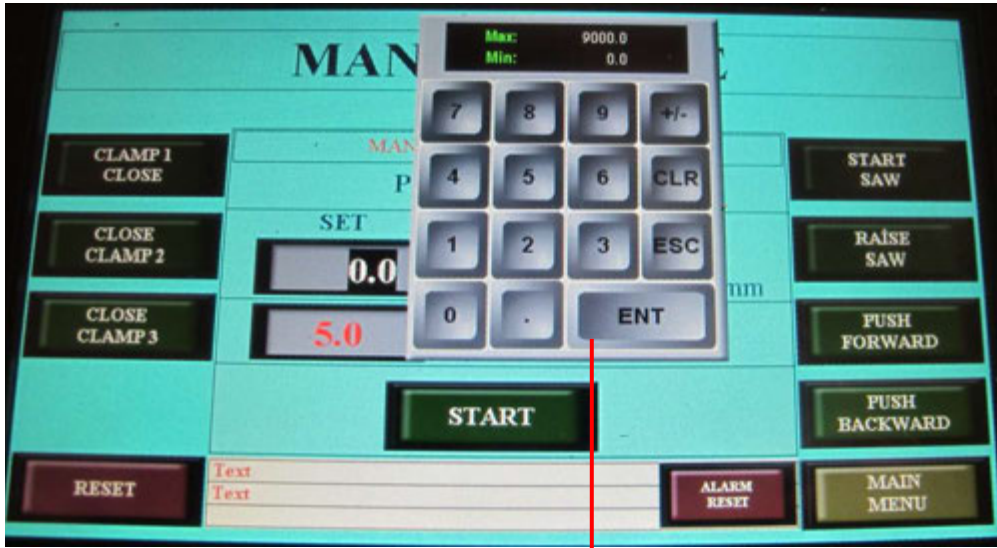 MAN
Max: 9000.0
Min: 0.0
7 8 9 +/-
4 5 6 CLR
1 2 3 ESC
0 . ENT
CLAMP 1
CLOSE
CLOSE
CLAMP 2
CLOSE
CLAMP 3
RESET
MAN
P
SET
0.0
mm
5.0
START
Text
Text
ALARM
RESET
START
SAW
RAİSE
SAW
PUSH
FORWARD
PUSH
BACKWARD
MAIN
MENU